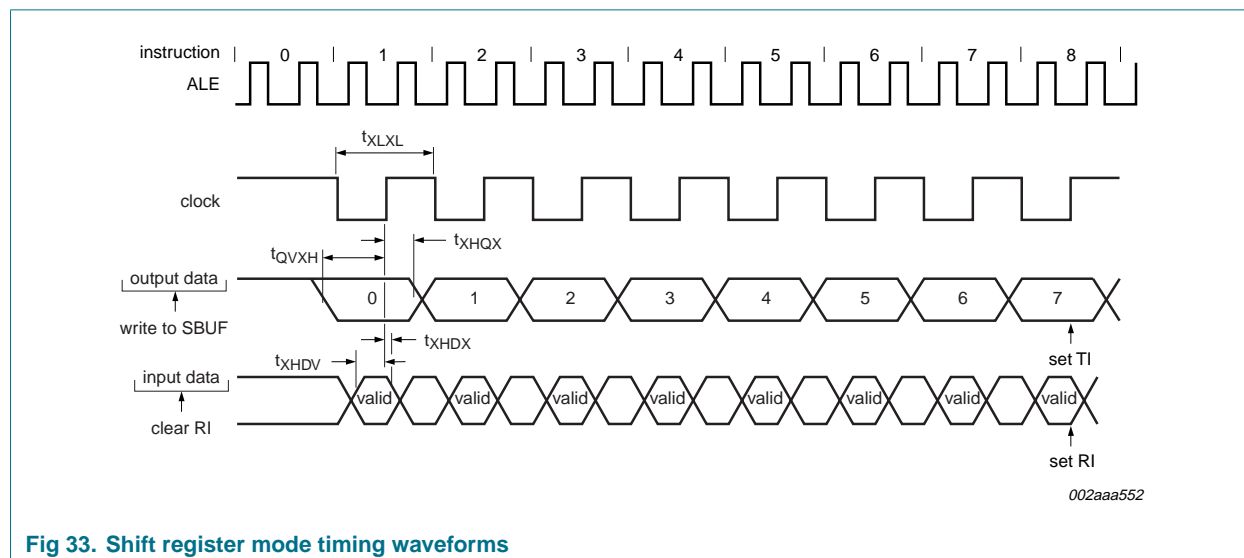 instruction 0 1 2 3 4 5 6 7 8
ALE
tXLXL
clock
tQVXH tXHQX
output data 0 1 2 3 4 5 6 7
write to SBUF
set TI
tXHDX
tXHDV
input data valid valid valid valid valid valid valid valid
clear RI
set RI
002aaa552
Fig 33. Shift register mode timing waveforms